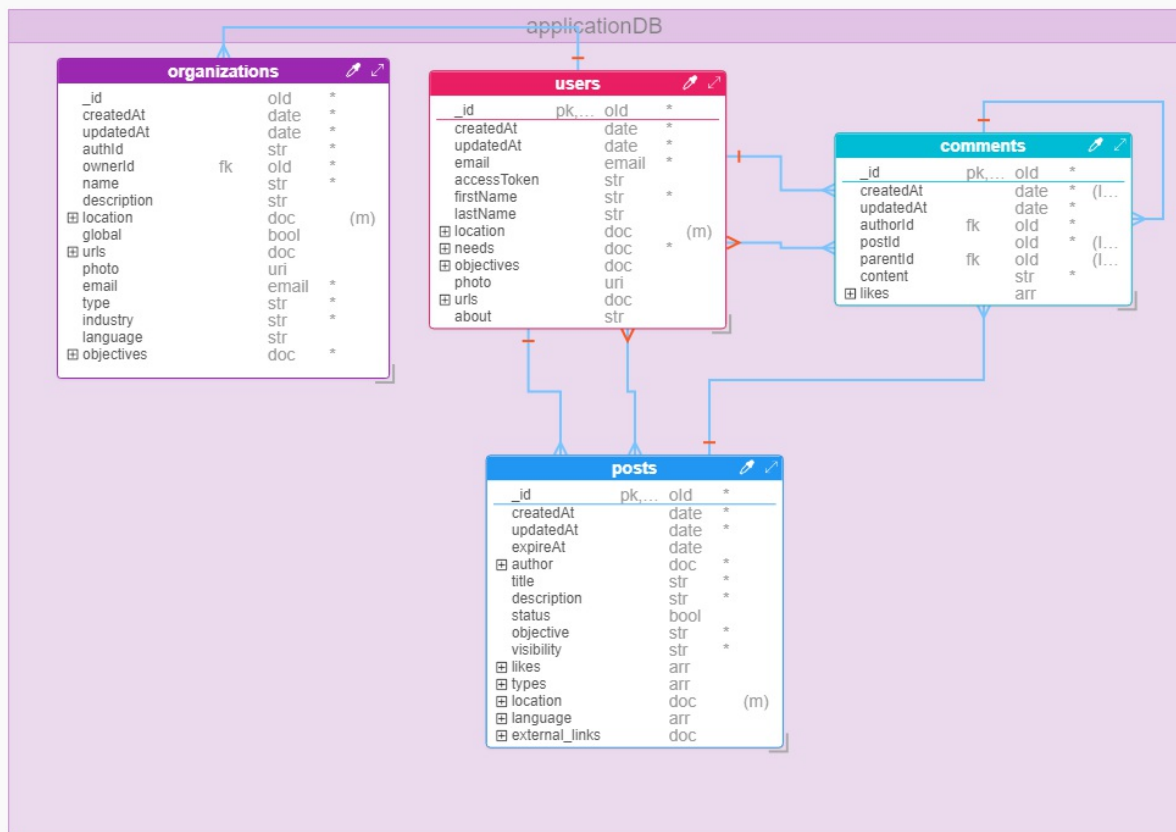 applicationDB
organizations
_id oId *
createdAt date *
updatedAt date *
authId str *
ownerId fk oId *
name str *
description str
location doc (m)
global bool
urls doc
photo uri
email email *
type str *
industry str *
language str
objectives doc *
users
_id pk,... oId *
createdAt date *
updatedAt date *
email email *
accessToken str
firstName str *
lastName str
location doc (m)
needs doc *
objectives doc
photo uri
urls doc
about str
comments
_id pk,... oId *
createdAt date * (I...
updatedAt date *
authorId fk oId *
postId oId * (I...
parentId fk oId (I...
content str *
likes arr
posts
_id pk,... oId *
createdAt date *
updatedAt date *
expireAt date
author doc *
title str *
description str *
status bool
objective str *
visibility str *
likes arr
types arr
location doc (m)
language arr
external_links doc